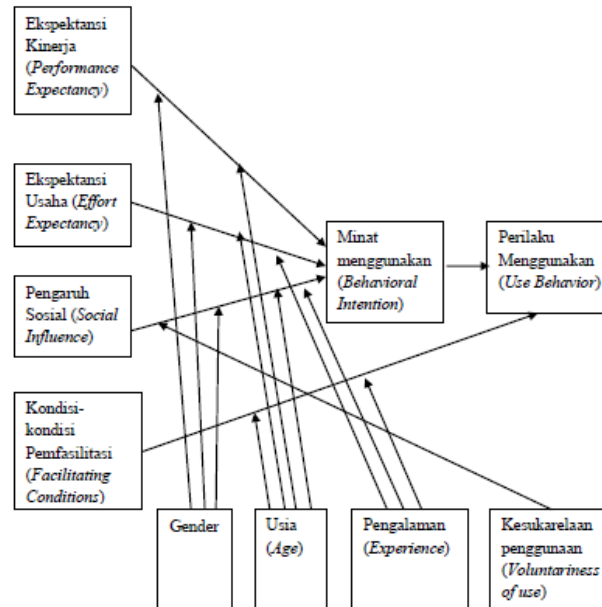 Ekspektansi
Kinerja
(Performance
Expectancy)
Ekspektansi
Usaha (Effort
Expectancy)
Pengaruh
Sosial (Social
Influence)
Kondisi-
kondisi
Pemfasilitasi
(Facilitating
Conditions)
Minat
menggunakan
(Behavioral
Intention)
Perilaku
Menggunakan
(Use Behavior)
Gender
Usia
(Age)
Pengalaman
(Experience)
Kesukarelaan
penggunaan
(Voluntariness
of use)